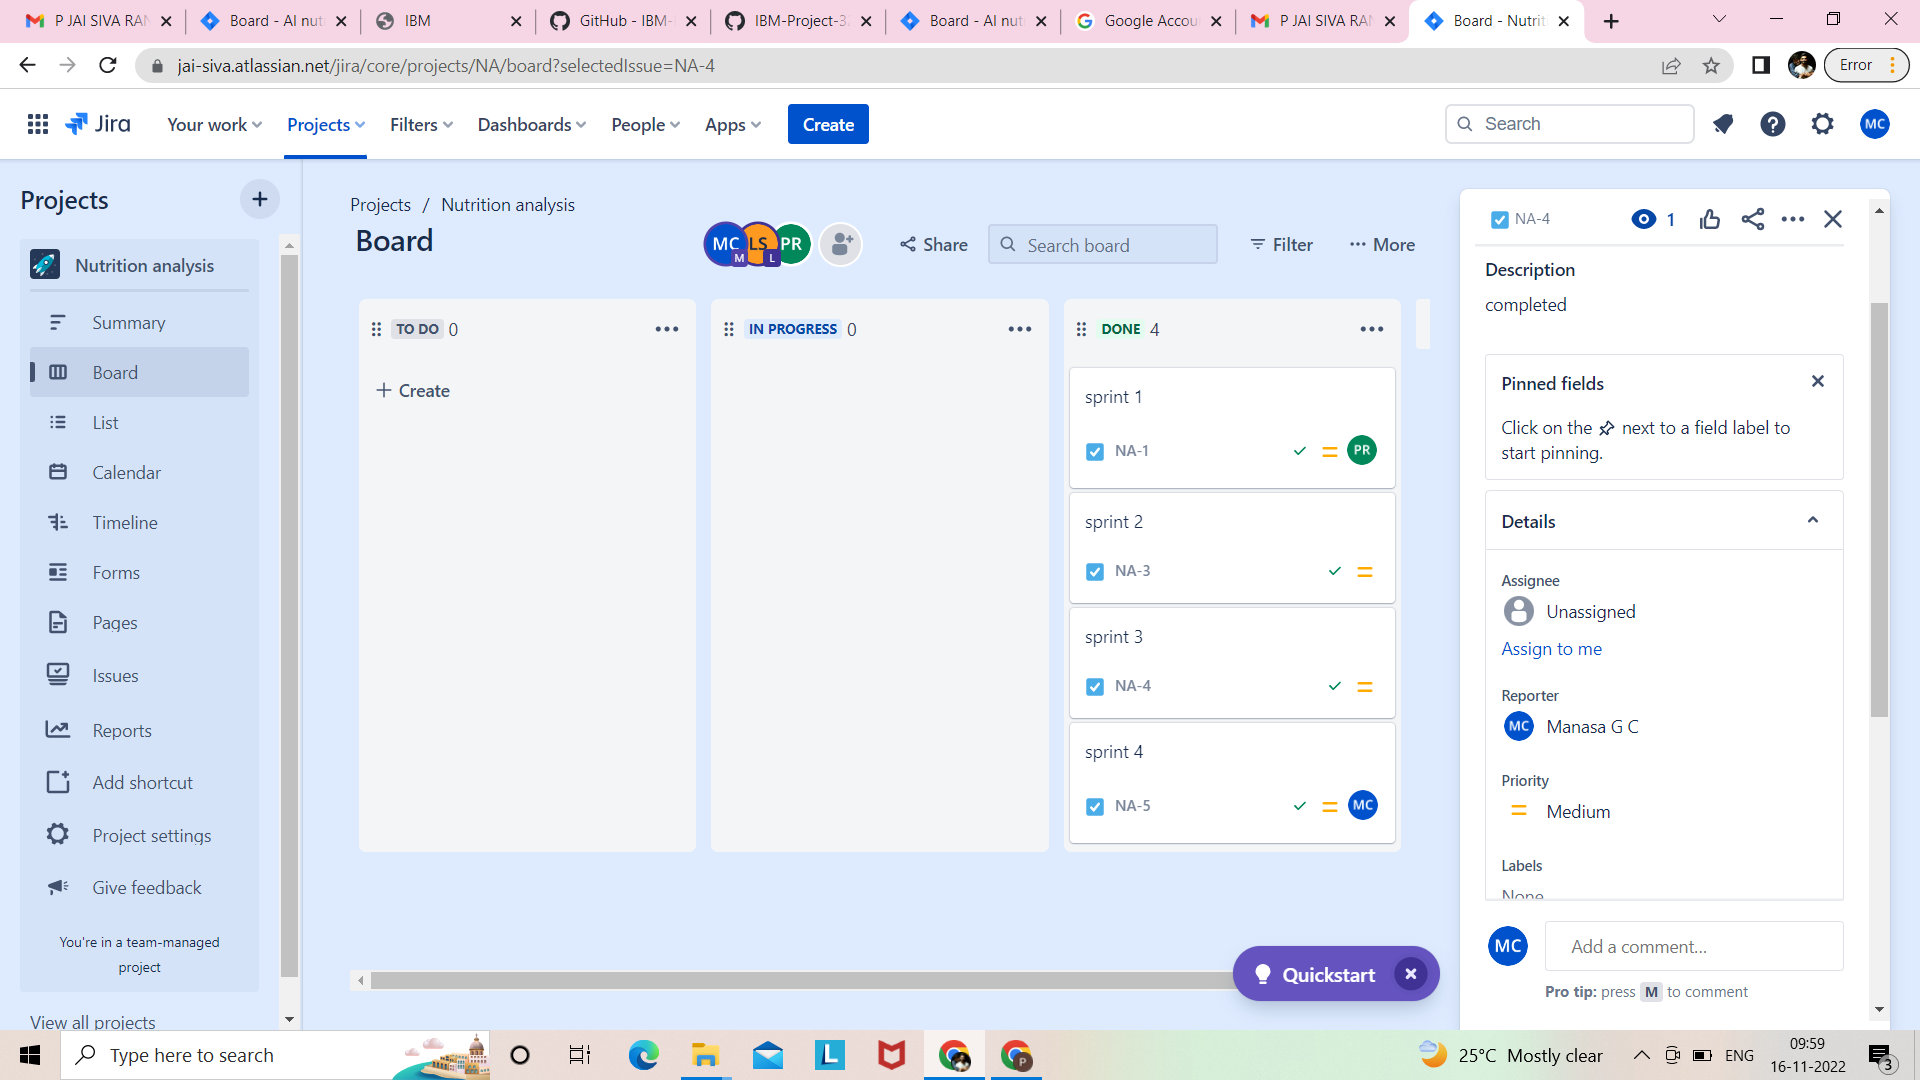 P JAI SIVA RAN
Board - AI nut
IBM
GitHub - IBM-
IBM-Project-32
Board - AI nut
Google Accou
P JAI SIVA RAN
Board - Nutrit
jai-siva.atlassian.net/jira/core/projects/NA/board?selectedIssue=NA-4
Error
Jira
Your work
Projects
Filters
Dashboards
People
Apps
Create
Search
MC
Projects
Nutrition analysis
Summary
Board
List
Calendar
Timeline
Forms
Pages
Issues
Reports
Add shortcut
Project settings
Give feedback
You're in a team-managed
project
View all projects
Projects / Nutrition analysis
Board
MC M LS L PR
Share
Search board
Filter
More
TO DO 0
Create
IN PROGRESS 0
DONE 4
sprint 1
NA-1 PR
sprint 2
NA-3
sprint 3
NA-4
sprint 4
NA-5 MC
Quickstart
NA-4
1
Description
completed
Pinned fields
Click on the next to a field label to
start pinning.
Details
Assignee
Unassigned
Assign to me
Reporter
MC Manasa G C
Priority
Medium
Labels
None
MC Add a comment...
Pro tip: press M to comment
Type here to search
L
P
25°C Mostly clear
ENG
09:59
16-11-2022
3